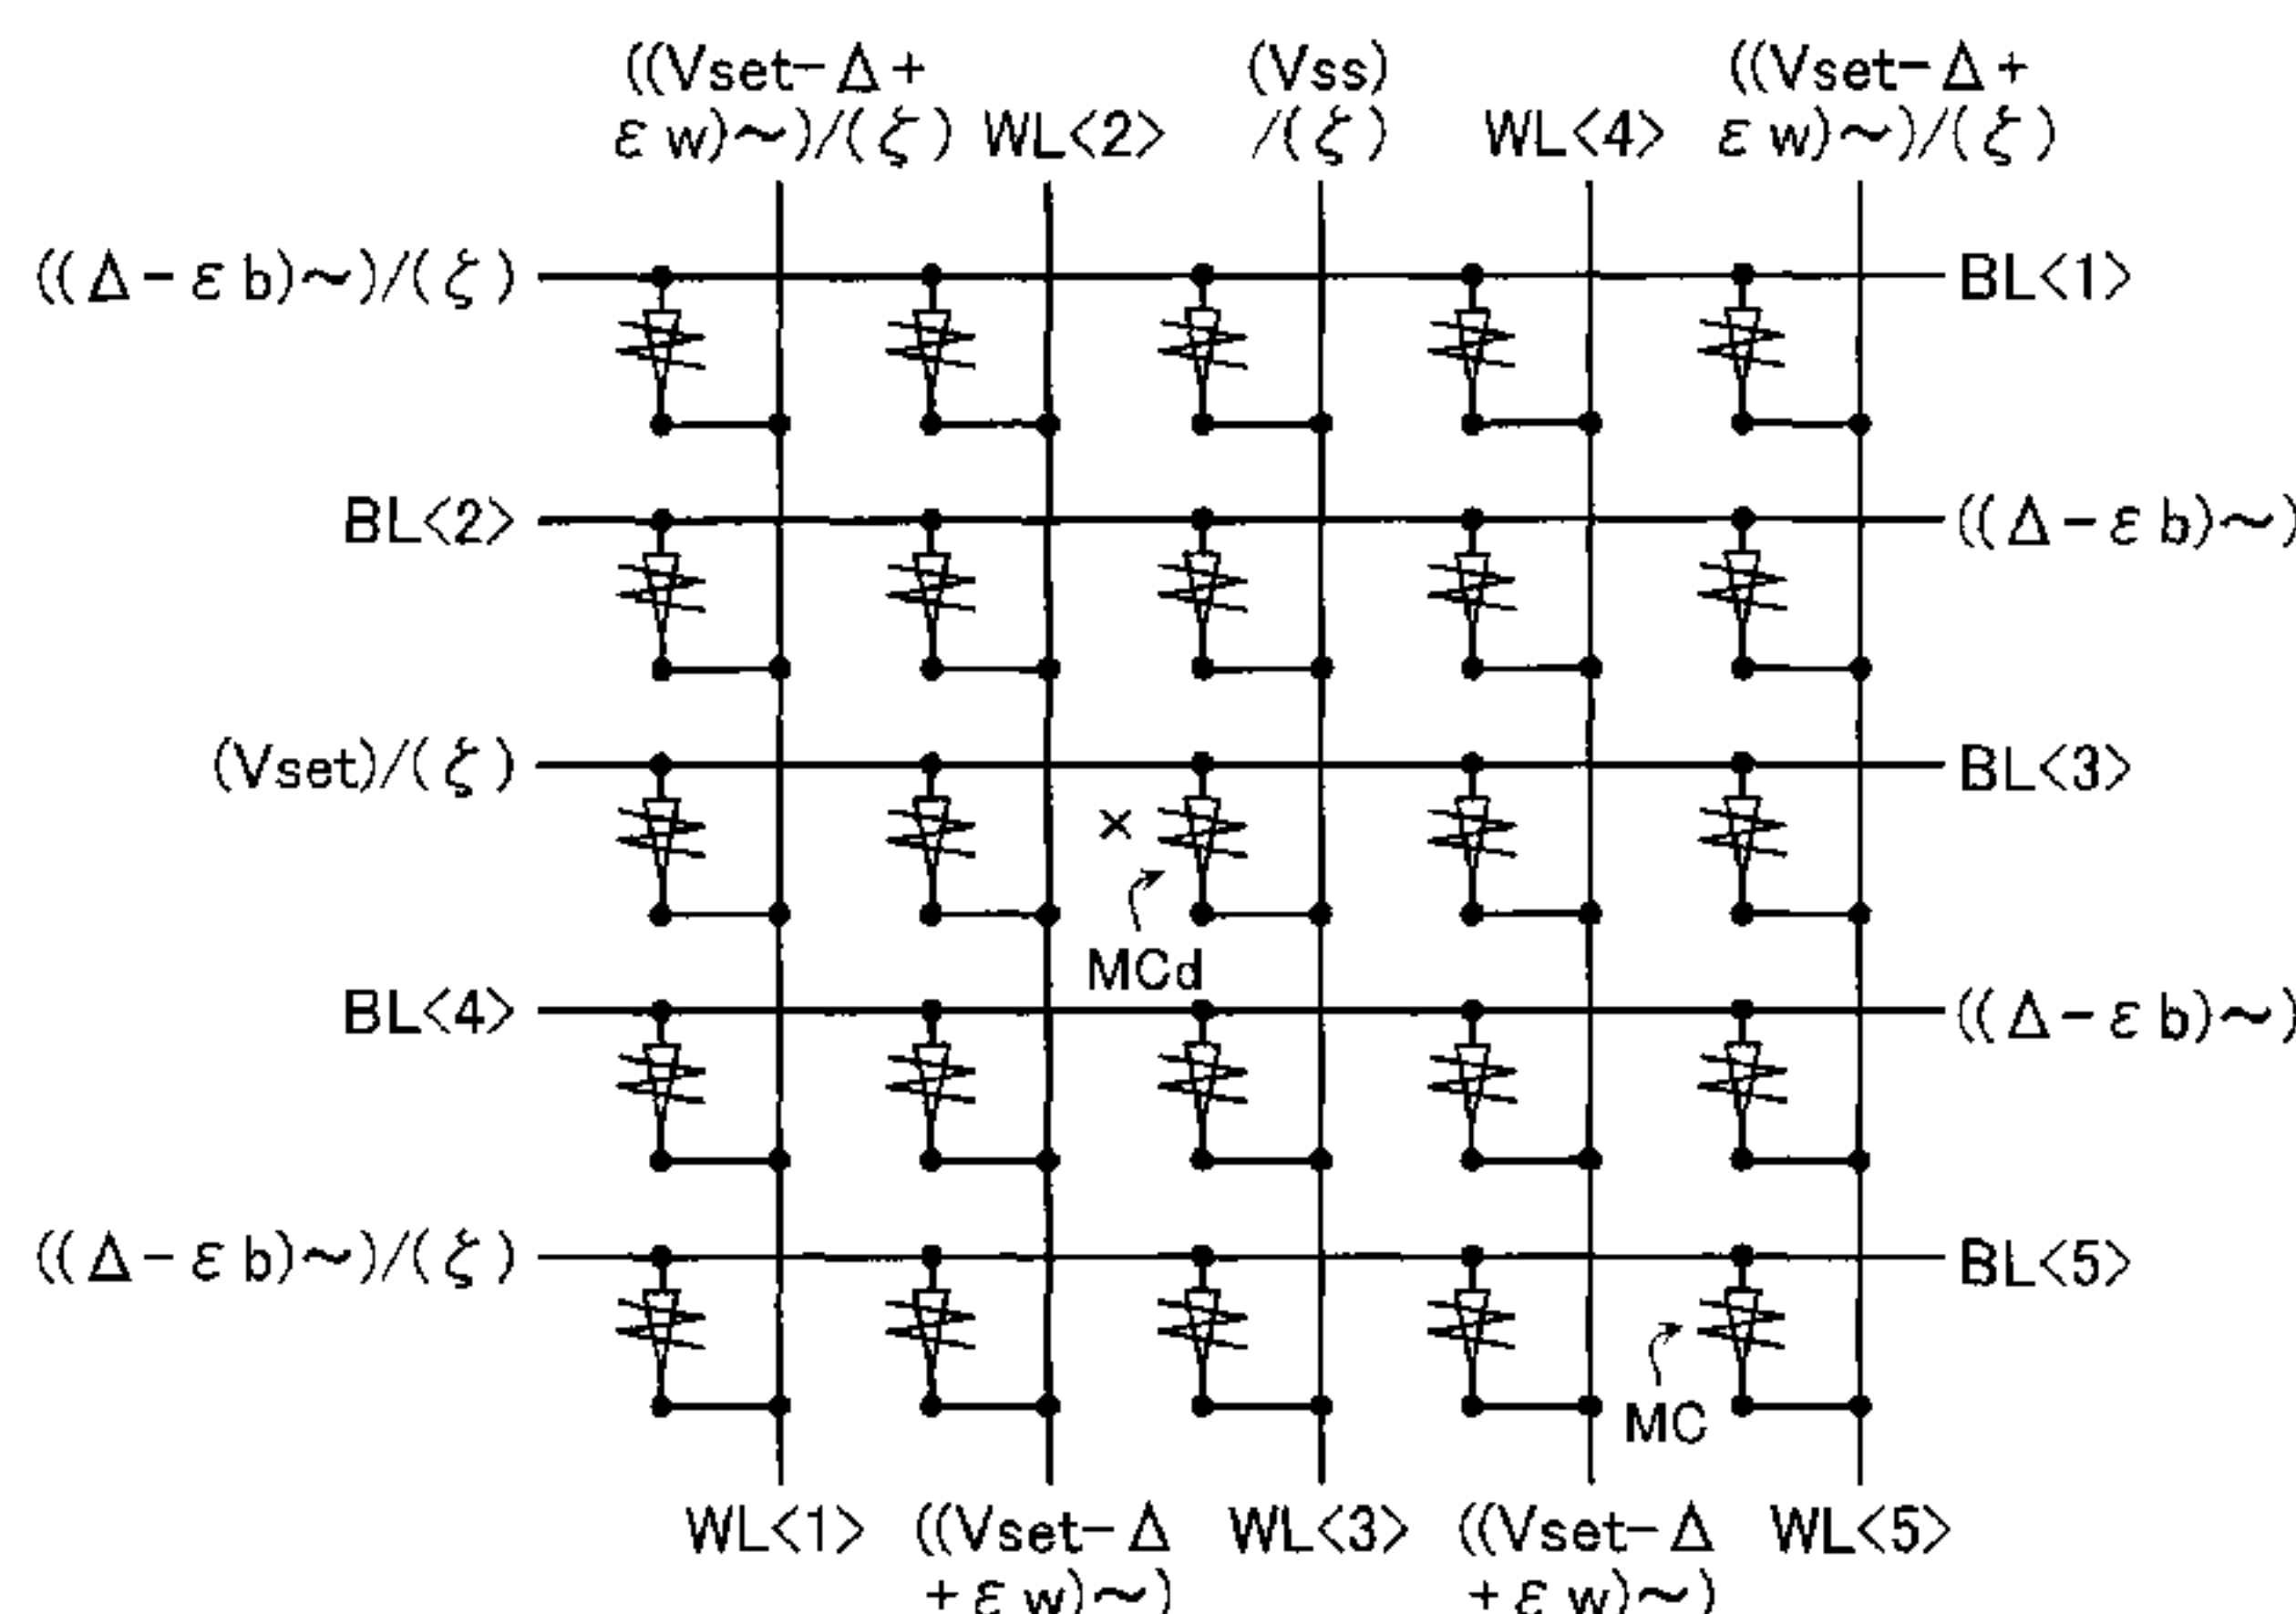 ((Vset-Δ+
εw)~)/(ζ)
WL<2>
(Vss)
/(ζ)
WL<4>
((Vset-Δ+
εw)~)/(ζ)
((Δ-εb)~)/(ζ)
BL<1>
BL<2>
((Δ-εb)~)
(Vset)/(ζ)
BL<3>
×
MCd
BL<4>
((Δ-εb)~)
((Δ-εb)~)/(ζ)
BL<5>
MC
WL<1>
((Vset-Δ
+εw)~)
WL<3>
((Vset-Δ
+εw)~)
WL<5>